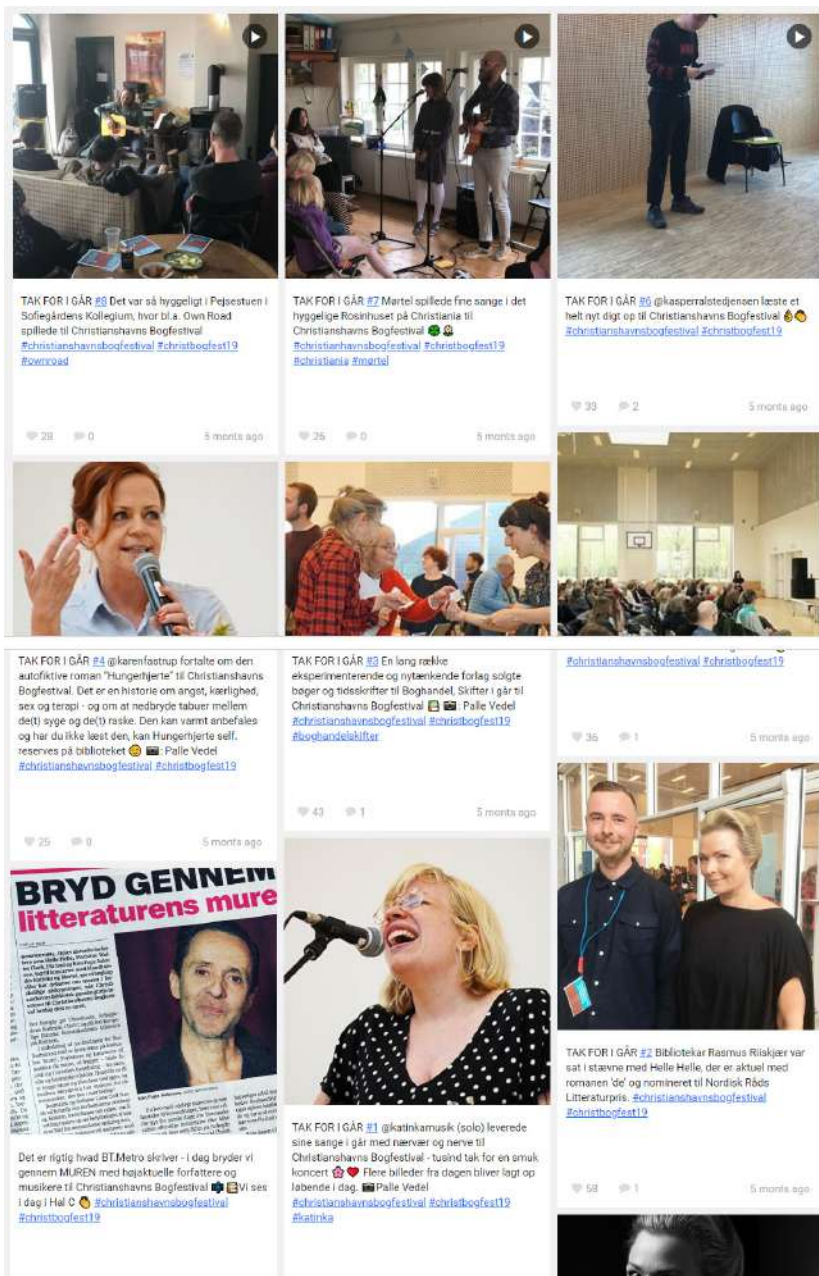 TAK FOR I GÅR #8 Det var så hyggeligt i Pejsestuen i
Sofiegårdens Kollegium, hvor bl.a. Own Road
spillede til Christianshavns Bogfestival
#christianshavnsbogfestival #christbogfest19
#ownroad
28 0 5 monts ago
TAK FOR I GÅR #7 Mørtel spillede fine sange i det
hyggelige Rosinhuset på Christiania til
Christianshavns Bogfestival
#christianhavnsbogfestival #christbogfest19
#christiania #mørtel
26 0 5 monts ago
TAK FOR I GÅR #6 @kasperralstedjensen læste et
helt nyt digt op til Christianshavns Bogfestival
#christianshavnsbogfestival #christbogfest19
33 2 5 monts ago
TAK FOR I GÅR #4 @karenfastrup fortalte om den
autofiktive roman "Hungerhjerte" til Christianshavns
Bogfestival. Det er en historie om angst, kærlighed,
sex og terapi - og om at nedbryde tabuer mellem
de(t) syge og de(t) raske. Den kan varmt anbefales
og har du ikke læst den, kan Hungerhjerte self.
reserves på biblioteket : Palle Vedel
#christianshavnsbogfestival #christbogfest19
25 0 5 monts ago
TAK FOR I GÅR #3 En lang række
eksperimenterende og nytænkende forlag solgte
bøger og tidsskrifter til Boghandel, Skifter i går til
Christianshavns Bogfestival : Palle Vedel
#christianshavnsbogfestival #christbogfest19
#boghandelskifter
43 1 5 monts ago
#christianshavnsbogfestival #christbogfest19
36 1 5 monts ago
BRYD GENNEM
litteraturens mure
Det er rigtig hvad BT.Metro skriver - i dag bryder vi
gennem MUREN med højaktuelle forfattere og
musikere til Christianshavns Bogfestival Vi ses
i dag i Hal C #christianshavnsbogfestival
#christbogfest19
TAK FOR I GÅR #1 @katinkamusik (solo) leverede
sine sange i går med nærvær og nerve til
Christianshavns Bogfestival - tusind tak for en smuk
koncert Flere billeder fra dagen bliver lagt op
løbende i dag. Palle Vedel
#christianshavnsbogfestival #christbogfest19
#katinka
TAK FOR I GÅR #2 Bibliotekar Rasmus Riiskjær var
sat i stævne med Helle Helle, der er aktuel med
romanen 'de' og nomineret til Nordisk Råds
Litteraturpris. #christianshavnsbogfestival
#christbogfest19
58 1 5 monts ago